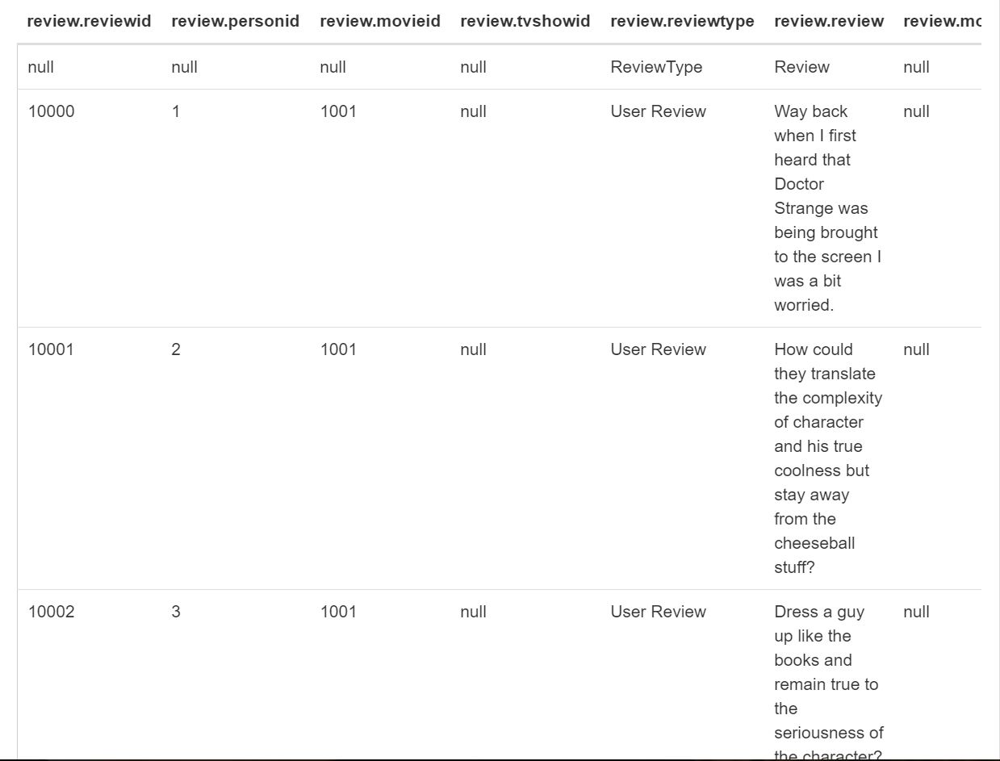 review.reviewid review.personid review.movieid review.tvshowid review.reviewtype review.review review.mo
null null null null ReviewType Review null
10000 1 1001 null User Review Way back null
when I first
heard that
Doctor
Strange was
being brought
to the screen I
was a bit
worried.
10001 2 1001 null User Review How could null
they translate
the complexity
of character
and his true
coolness but
stay away
from the
cheeseball
stuff?
10002 3 1001 null User Review Dress a guy null
up like the
books and
remain true to
the
seriousness of
the character?